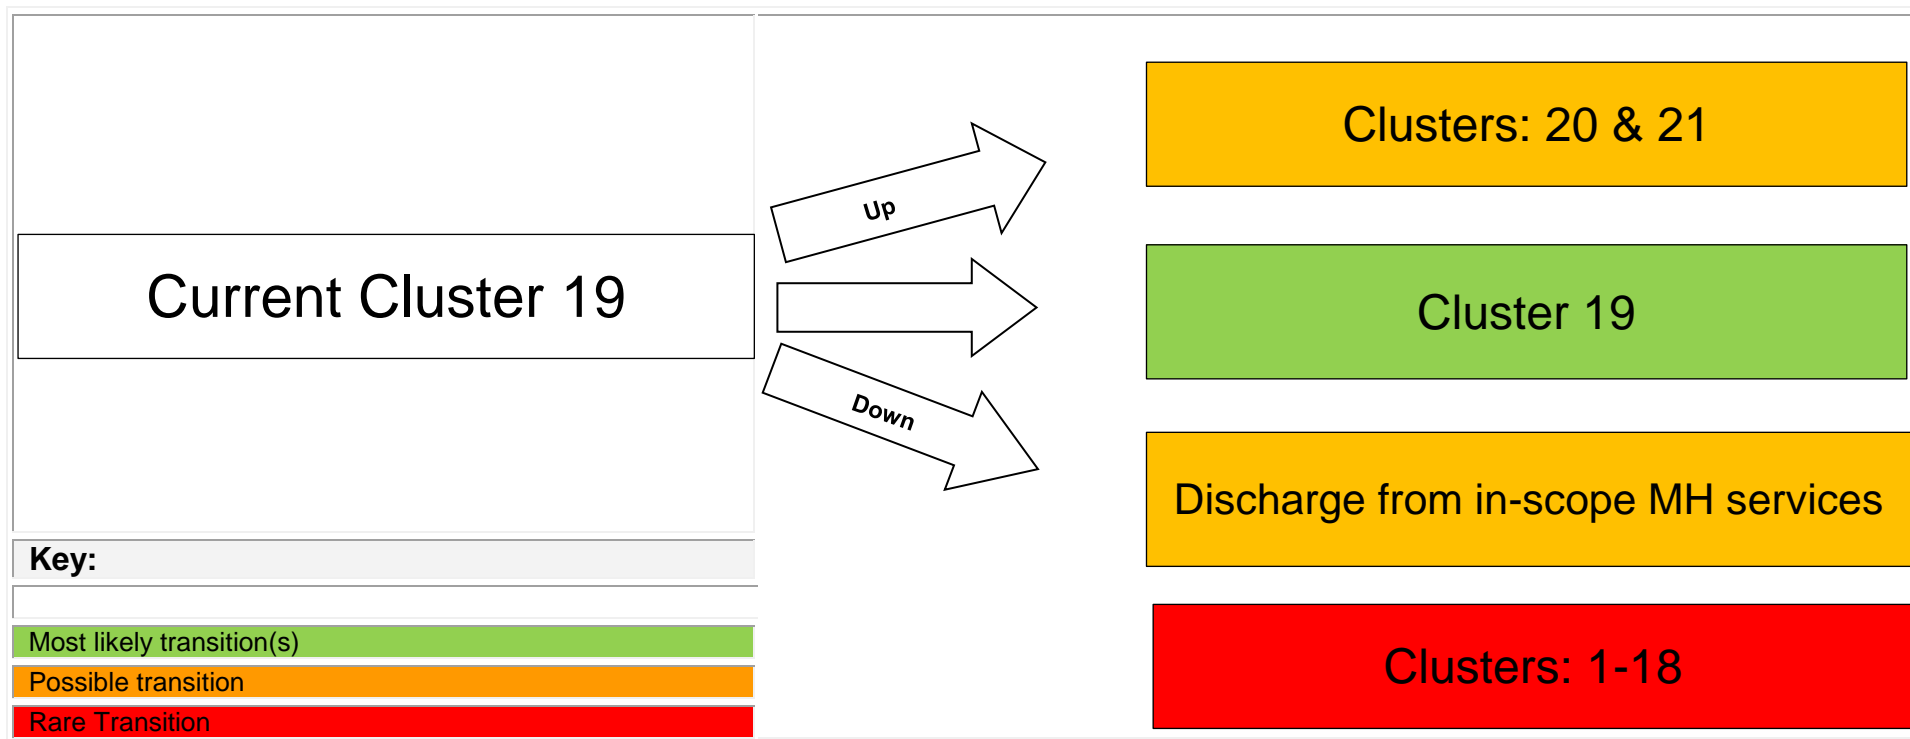 Current Cluster 19
Up
Down
Clusters: 20 & 21
Cluster 19
Discharge from in-scope MH services
Clusters: 1-18
Key:
Most likely transition(s)
Possible transition
Rare Transition